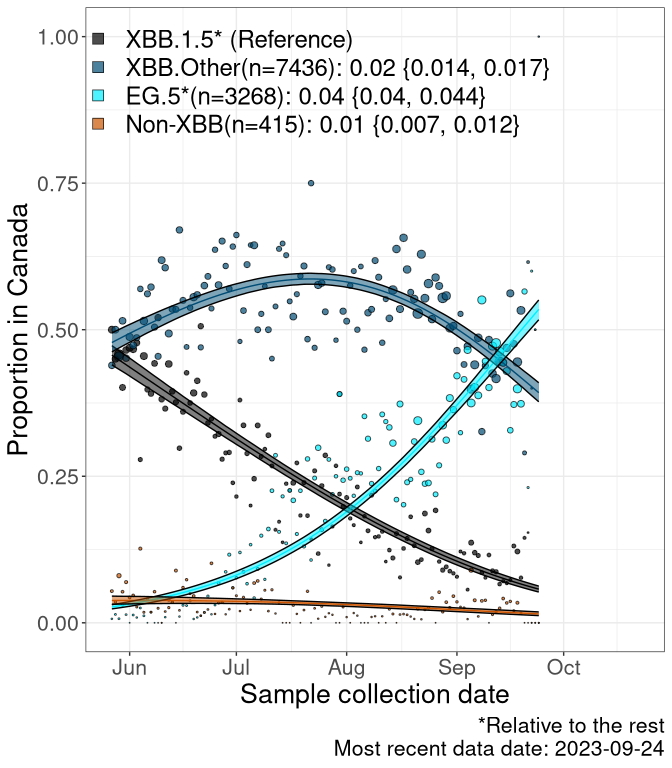 XBB.1.5* (Reference)
XBB.Other(n=7436): 0.02 {0.014, 0.017}
EG.5*(n=3268): 0.04 {0.04, 0.044}
Non-XBB(n=415): 0.01 {0.007, 0.012}
1.00
0.75
0.50
0.25
0.00
Proportion in Canada
Jun Jul Aug Sep Oct
Sample collection date
*Relative to the rest
Most recent data date: 2023-09-24